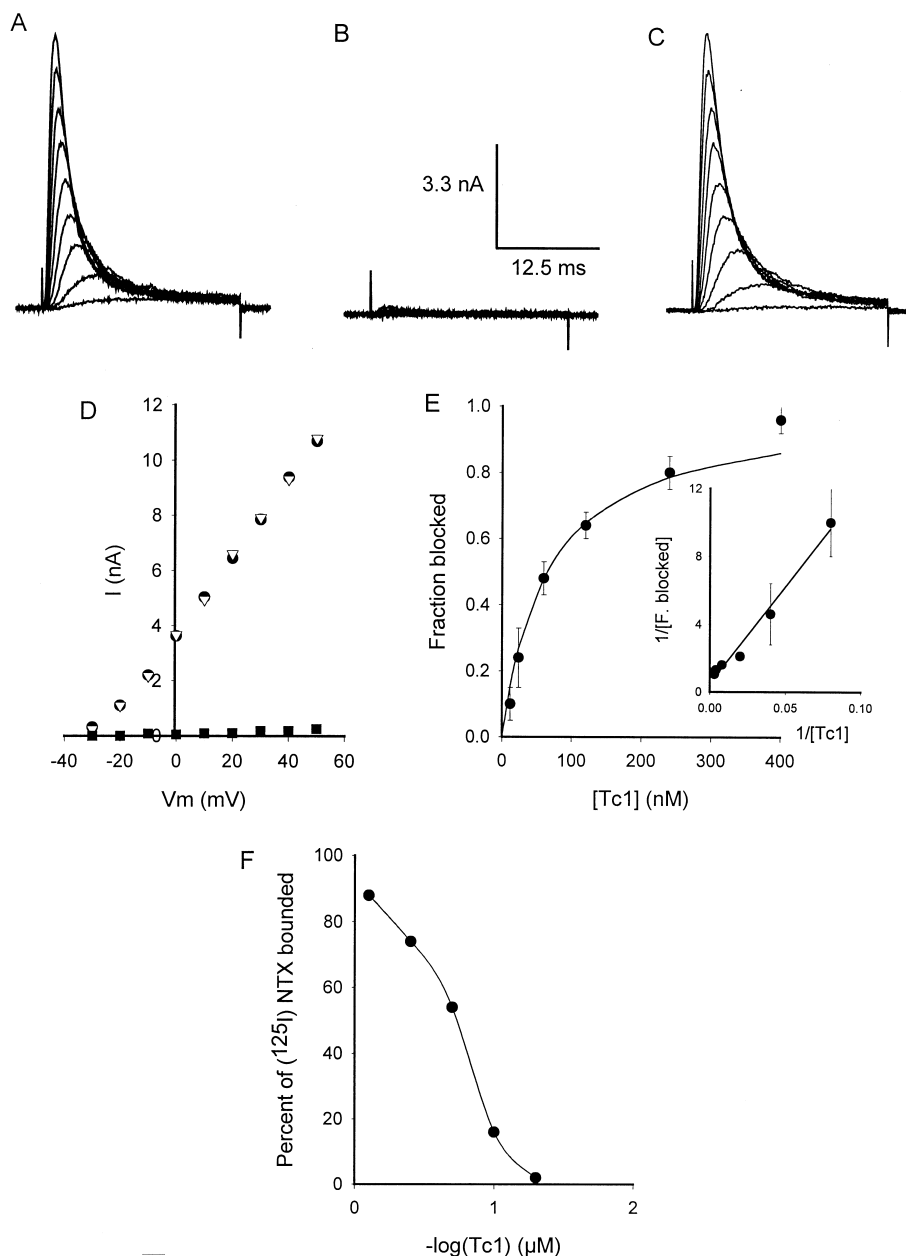 A
B
C
3.3 nA
12.5 ms
D
I (nA)
12
10
8
6
4
2
0
-40 -20 0 20 40 60
Vm (mV)
E
Fraction blocked
1.0
0.8
0.6
0.4
0.2
0.0
0 100 200 300 400
[Tc1] (nM)
1/[F. blocked]
12
8
4
0
0.00 0.05 0.10
1/[Tc1]
F
Percent of (125I) NTX bounded
100
80
60
40
20
0
0 1 2
-log(Tc1) (µM)